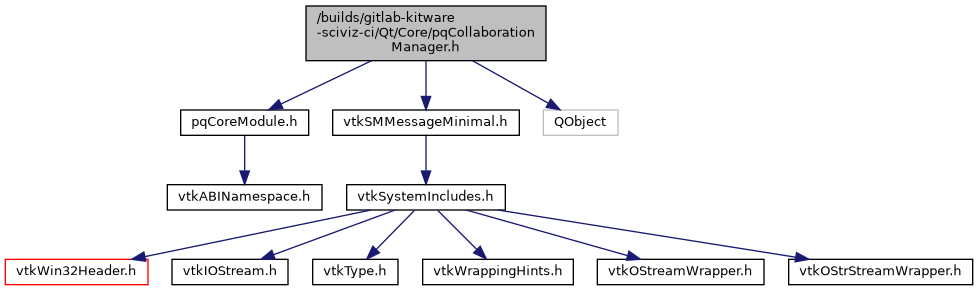 /builds/gitlab-kitware
-sciviz-ci/Qt/Core/pqCollaboration
Manager.h
pqCoreModule.h
vtkSMMessageMinimal.h
QObject
vtkABINamespace.h
vtkSystemIncludes.h
vtkWin32Header.h
vtkIOStream.h
vtkType.h
vtkWrappingHints.h
vtkOStreamWrapper.h
vtkOStrStreamWrapper.h